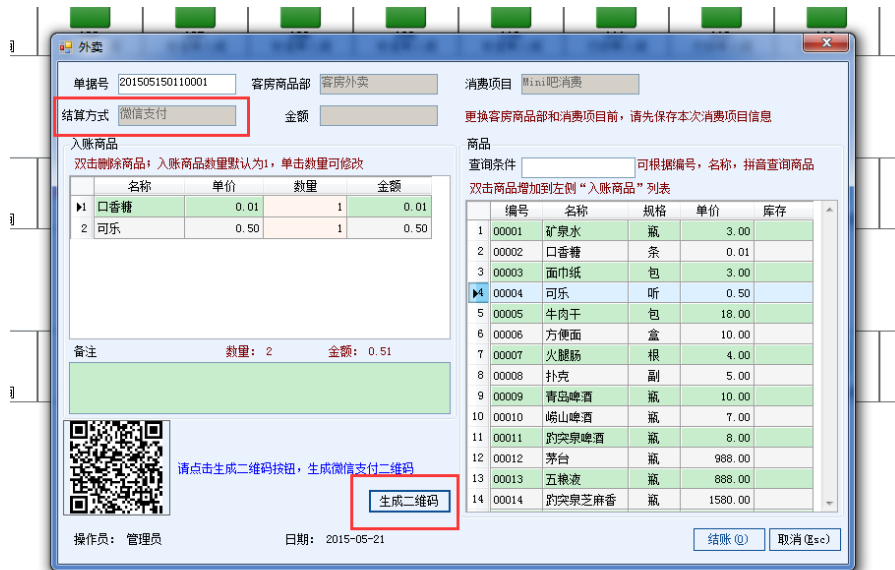 外卖
单据号 201505150110001 客房商品部 客房外卖 消费项目 Mini吧消费
结算方式 微信支付 金额 更换客房商品部和消费项目前，请先保存本次消费项目信息
入账商品
双击删除商品；入账商品数量默认为1，单击数量可修改
名称 单价 数量 金额
1 口香糖 0.01 1 0.01
2 可乐 0.50 1 0.50
备注 数量： 2 金额： 0.51
请点击生成二维码按钮，生成微信支付二维码
生成二维码
商品
查询条件 可根据编号，名称，拼音查询商品
双击商品增加到左侧“入账商品”列表
编号 名称 规格 单价 库存
1 00001 矿泉水 瓶 3.00
2 00002 口香糖 条 0.01
3 00003 面巾纸 包 3.00
4 00004 可乐 听 0.50
5 00005 牛肉干 包 18.00
6 00006 方便面 盒 10.00
7 00007 火腿肠 根 4.00
8 00008 扑克 副 5.00
9 00009 青岛啤酒 瓶 10.00
10 00010 崂山啤酒 瓶 7.00
11 00011 趵突泉啤酒 瓶 8.00
12 00012 茅台 瓶 988.00
13 00013 五粮液 瓶 888.00
14 00014 趵突泉芝麻香 瓶 1580.00
操作员： 管理员 日期： 2015-05-21 结账(O) 取消(Esc)